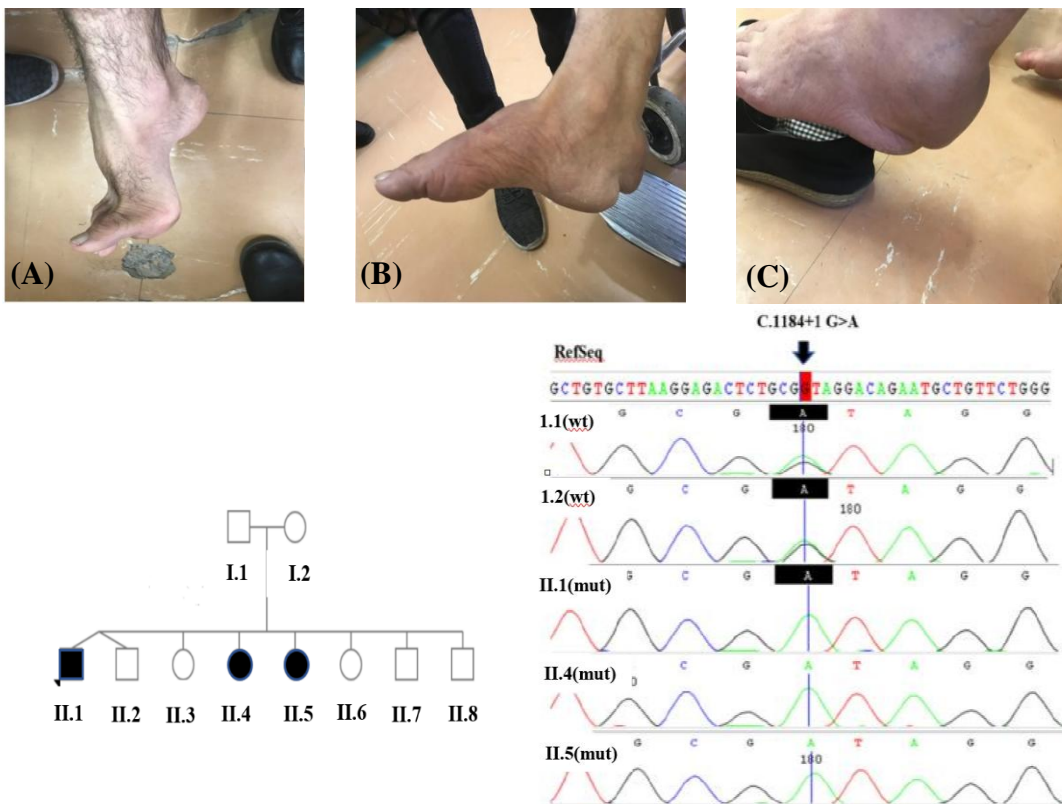 (A)
(B)
(C)
I.1 I.2
II.1 II.2 II.3 II.4 II.5 II.6 II.7 II.8
C.1184+1 G>A
RefSeq
GCTGTGCTTAAGGAGACTCTGCGGTAGGACAGAATGCTGTTCTGGG
G C G A T A G G
1.1(wt)
180
G C G A T A G G
1.2(wt)
180
G C G A T A G G
II.1(mut)
C G A T A G G
II.4(mut)
G C G A T A G G
II.5(mut)
180